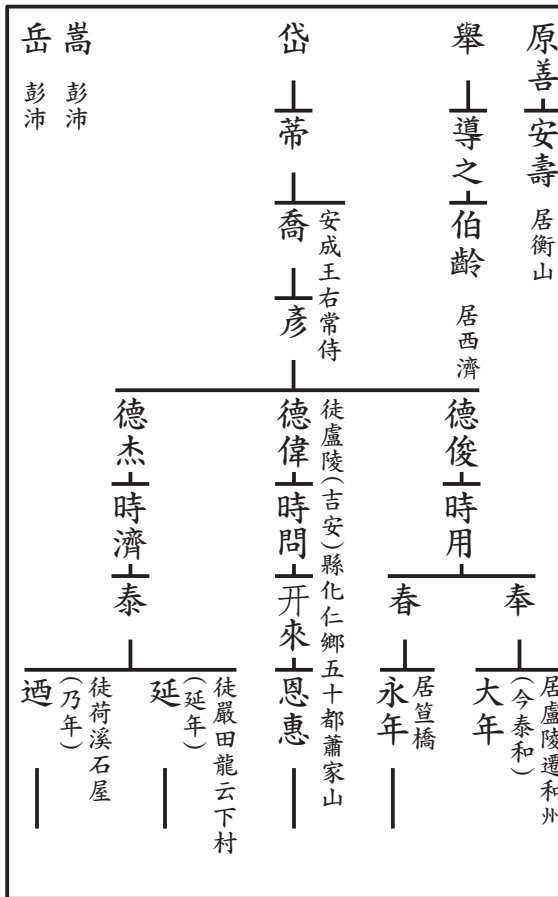 原善
安壽
居衡山
舉
導之
伯齡
居西濟
岱
蒂
喬
安成王右常侍
彥
嵩
彭沛
岳
彭沛
德俊
時用
奉
大年
居盧陵遷和州
(今泰和)
春
永年
居笪橋
德偉
徒盧陵(吉安)縣化仁鄉五十都蕭家山
時問
开來
恩惠
德杰
時濟
泰
延
(延年)
徒嚴田龍云下村
迺
(乃年)
徒荷溪石屋